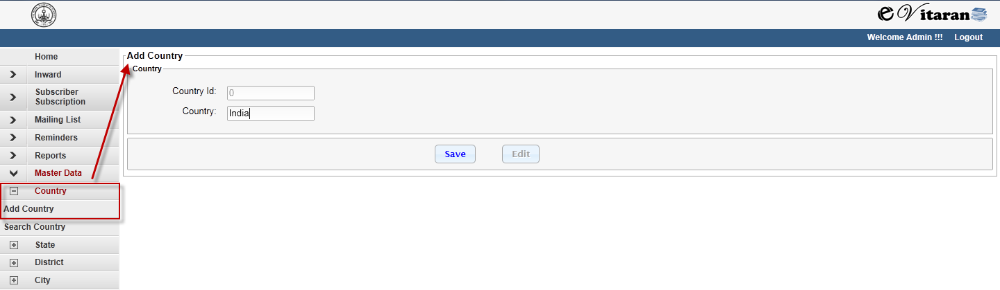 e Vitaran
Welcome Admin !!! Logout
Home
Inward
Subscriber
Subscription
Mailing List
Reminders
Reports
Master Data
Country
Add Country
Search Country
State
District
City
Add Country
Country
Country Id: 0
Country: India
Save Edit